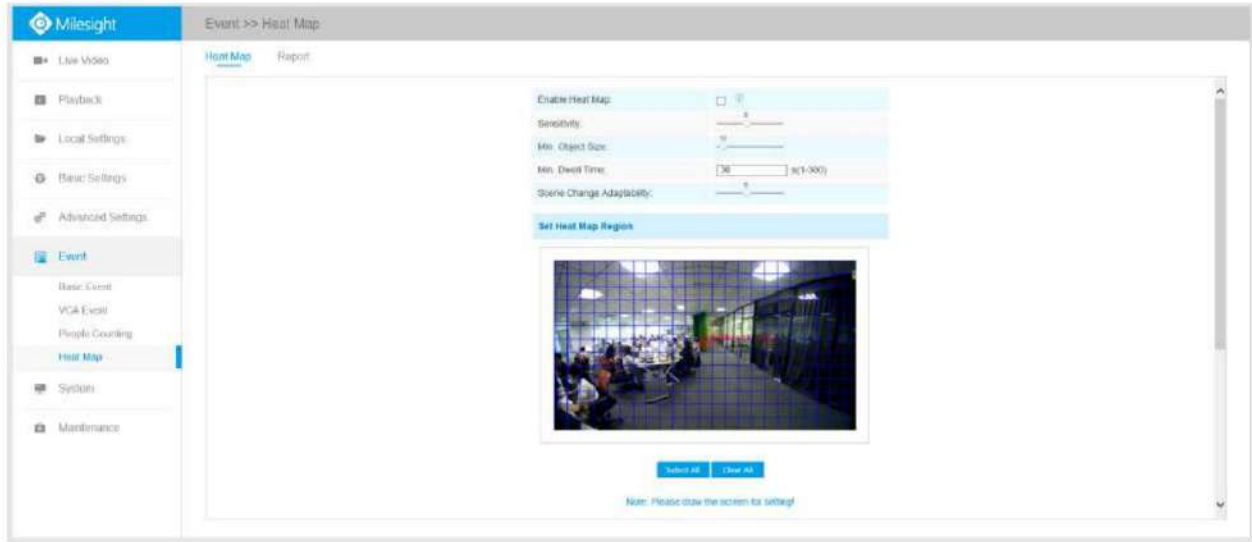 Milesight
Event >> Heat Map
Live Video
Playback
Local Settings
Basic Settings
Advanced Settings
Event
Basic Event
VCA Event
People Counting
Heat Map
System
Maintenance
Heat Map Report
Enable Heat Map:
Sensitivity:
Min. Object Size:
Min. Dwell Time: 30 s(1-300)
Scene Change Adaptability:
Set Heat Map Region
Select All Clear All
Note: Please draw the screen for setting!